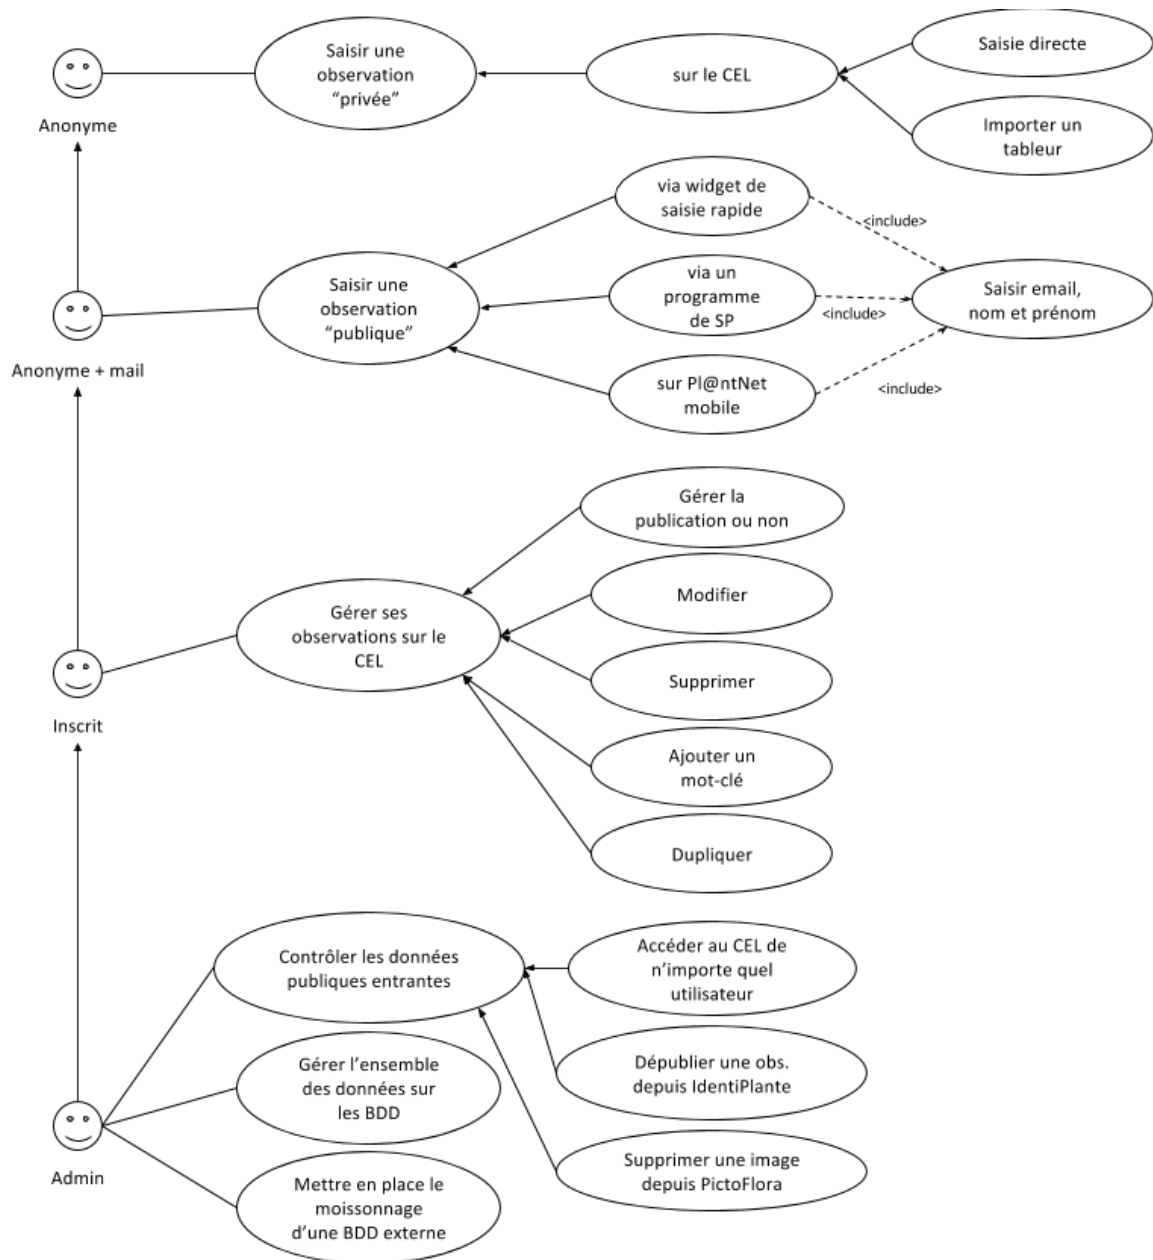 Saisir une
observation
“privée”
sur le CEL
Saisie directe
Importer un
tableur
Anonyme
via widget de
saisie rapide
<include>
Saisir une
observation
“publique”
via un
programme
de SP
<include>
Saisir email,
nom et prénom
Anonyme + mail
sur Pl@ntNet
mobile
<include>
Gérer la
publication ou non
Gérer ses
observations sur le
CEL
Modifier
Supprimer
Inscrit
Ajouter un
mot-clé
Dupliquer
Contrôler les données
publiques entrantes
Accéder au CEL de
n’importe quel
utilisateur
Gérer l’ensemble
des données sur
les BDD
Dépublier une obs.
depuis IdentiPlante
Admin
Mettre en place le
moissonnage
d’une BDD externe
Supprimer une image
depuis PictoFlora